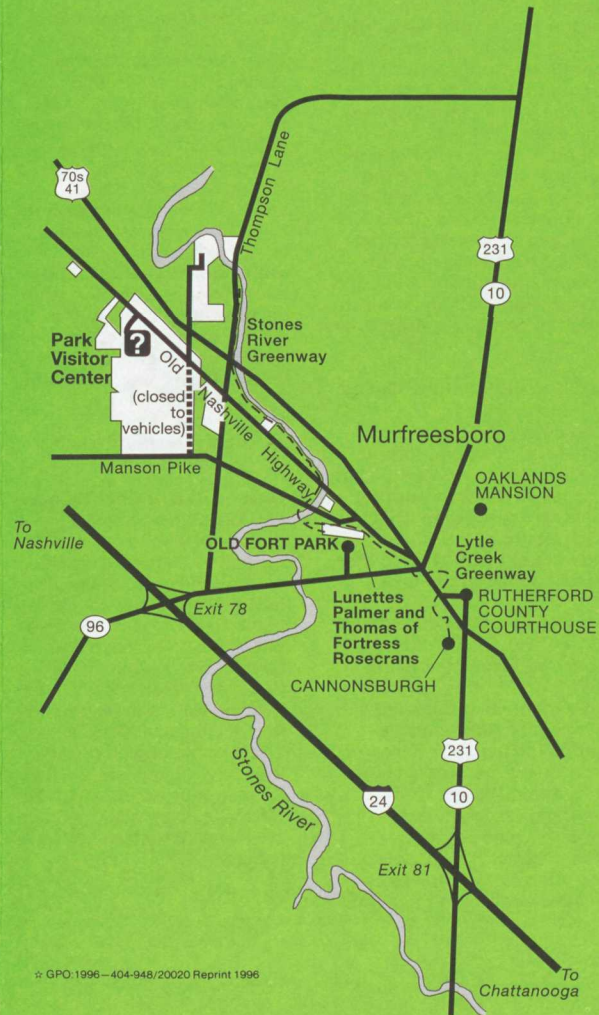 70s
41
Thompson Lane
231
10
Stones
River
Greenway
Park
Visitor
Center
?
Old Nashville Highway
(closed
to
vehicles)
Murfreesboro
Manson Pike
OAKLANDS
MANSION
To
Nashville
OLD FORT PARK
Lytle
Creek
Greenway
Exit 78
Lunettes
Palmer and
Thomas of
Fortress
Rosecrans
RUTHERFORD
COUNTY
COURTHOUSE
96
CANNONSBURGH
231
10
Stones River
24
Exit 81
☆ GPO:1996—404-948/20020 Reprint 1996
To
Chattanooga